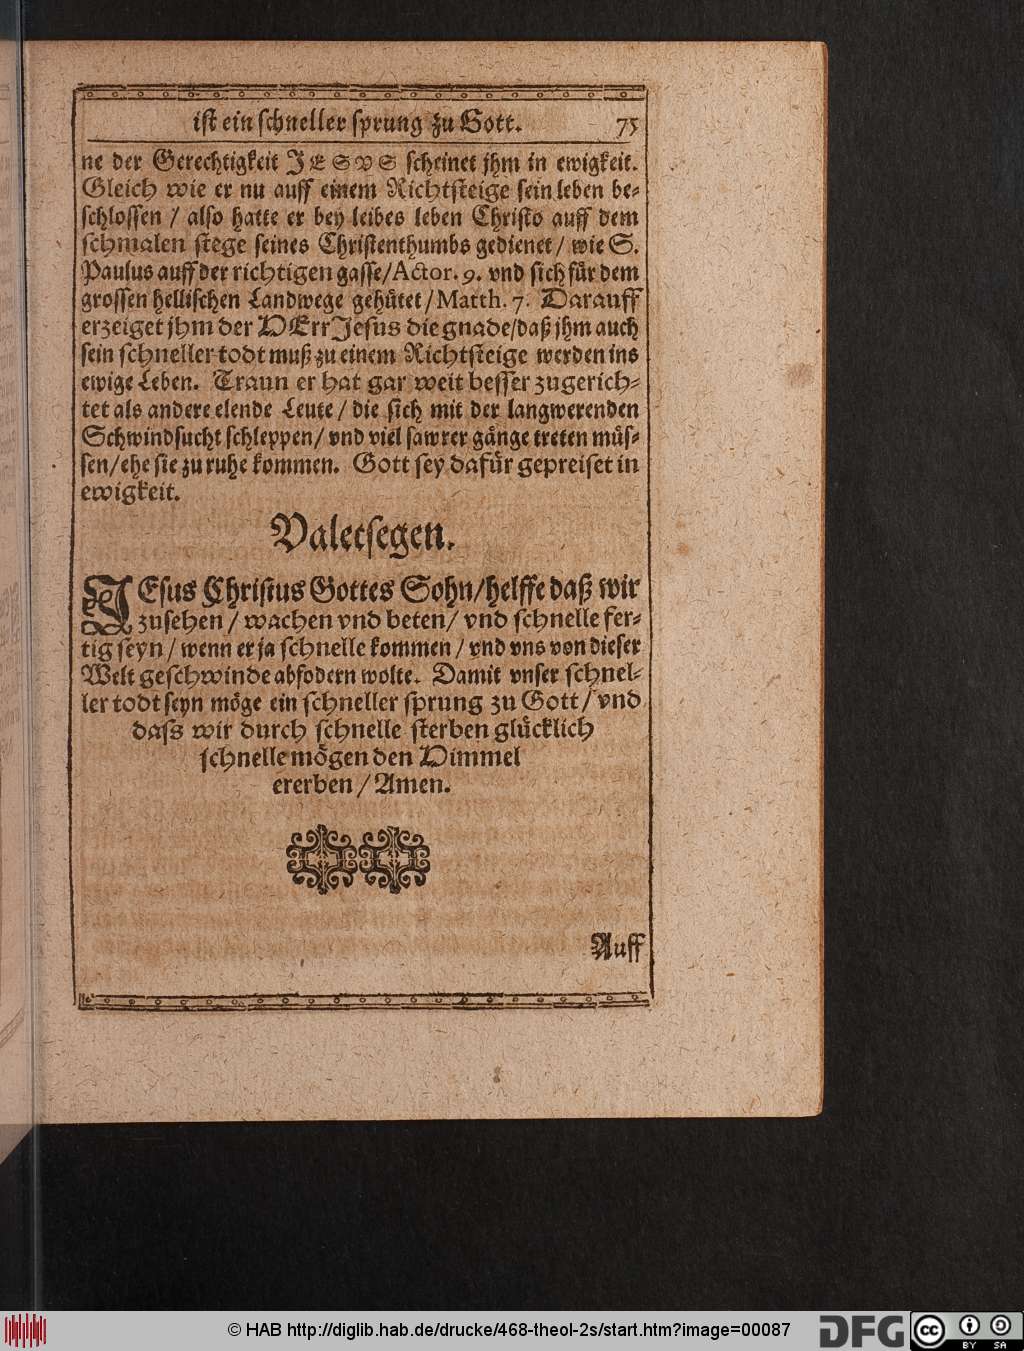 ist ein schneller sprung zu Gott. 75
ne der Gerechtigkeit JESVS scheinet jhm in ewigkeit.
Gleich wie er nu auff einem Richtsteige sein leben be-
schlossen / also hatte er bey leibes leben Christo auff dem
schmalen stege seines Christenthumbs gedienet / wie S.
Paulus auff der richtigen gasse / Actor. 9. vnd sich für dem
grossen hellischen Landwege gehütet / Matth. 7. Darauff
erzeiget jhm der HErr Jesus die gnade / daß jhm auch
sein schneller todt muß zu einem Richtsteige werden ins
ewige Leben. Traun er hat gar weit besser zugerich-
tet als andere elende Leute / die sich mit der langwerenden
Schwindsucht schleppen / vnd viel sawrer gänge treten müs-
sen / ehe sie zu ruhe kommen. Gott sey dafür gepreiset in
ewigkeit.
Valetsegen.
JEsus Christus Gottes Sohn / helffe daß wir
zusehen / wachen vnd beten / vnd schnelle fer-
tig seyn / wenn er ja schnelle kommen / vnd vns von dieser
Welt geschwinde abfodern wolte. Damit vnser schnel-
ler todt seyn möge ein schneller sprung zu Gott / vnd
dass wir durch schnelle sterben glücklich
schnelle mögen den Himmel
ererben / Amen.
Auff
© HAB http://diglib.hab.de/drucke/468-theol-2s/start.htm?image=00087
DFG
cc BY SA